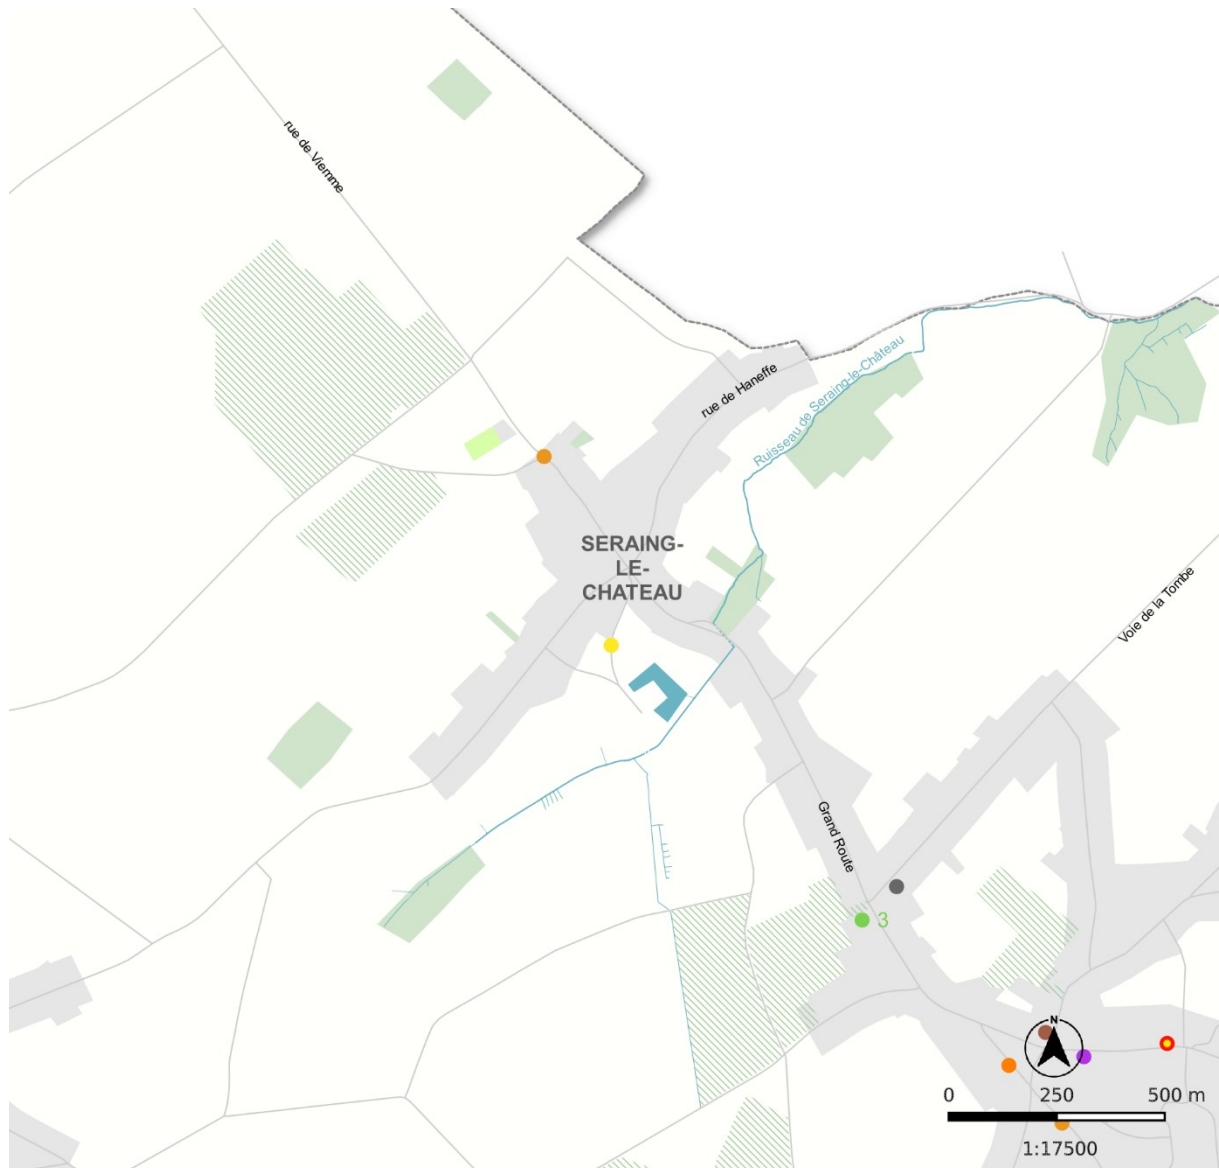 rue de Viemme
rue de Haneffe
Ruisseau de Seraing-le-Château
SERAING-
LE-
CHATEAU
Voie de la Tombe
Grand Route
3
N
0 250 500 m
1:17500